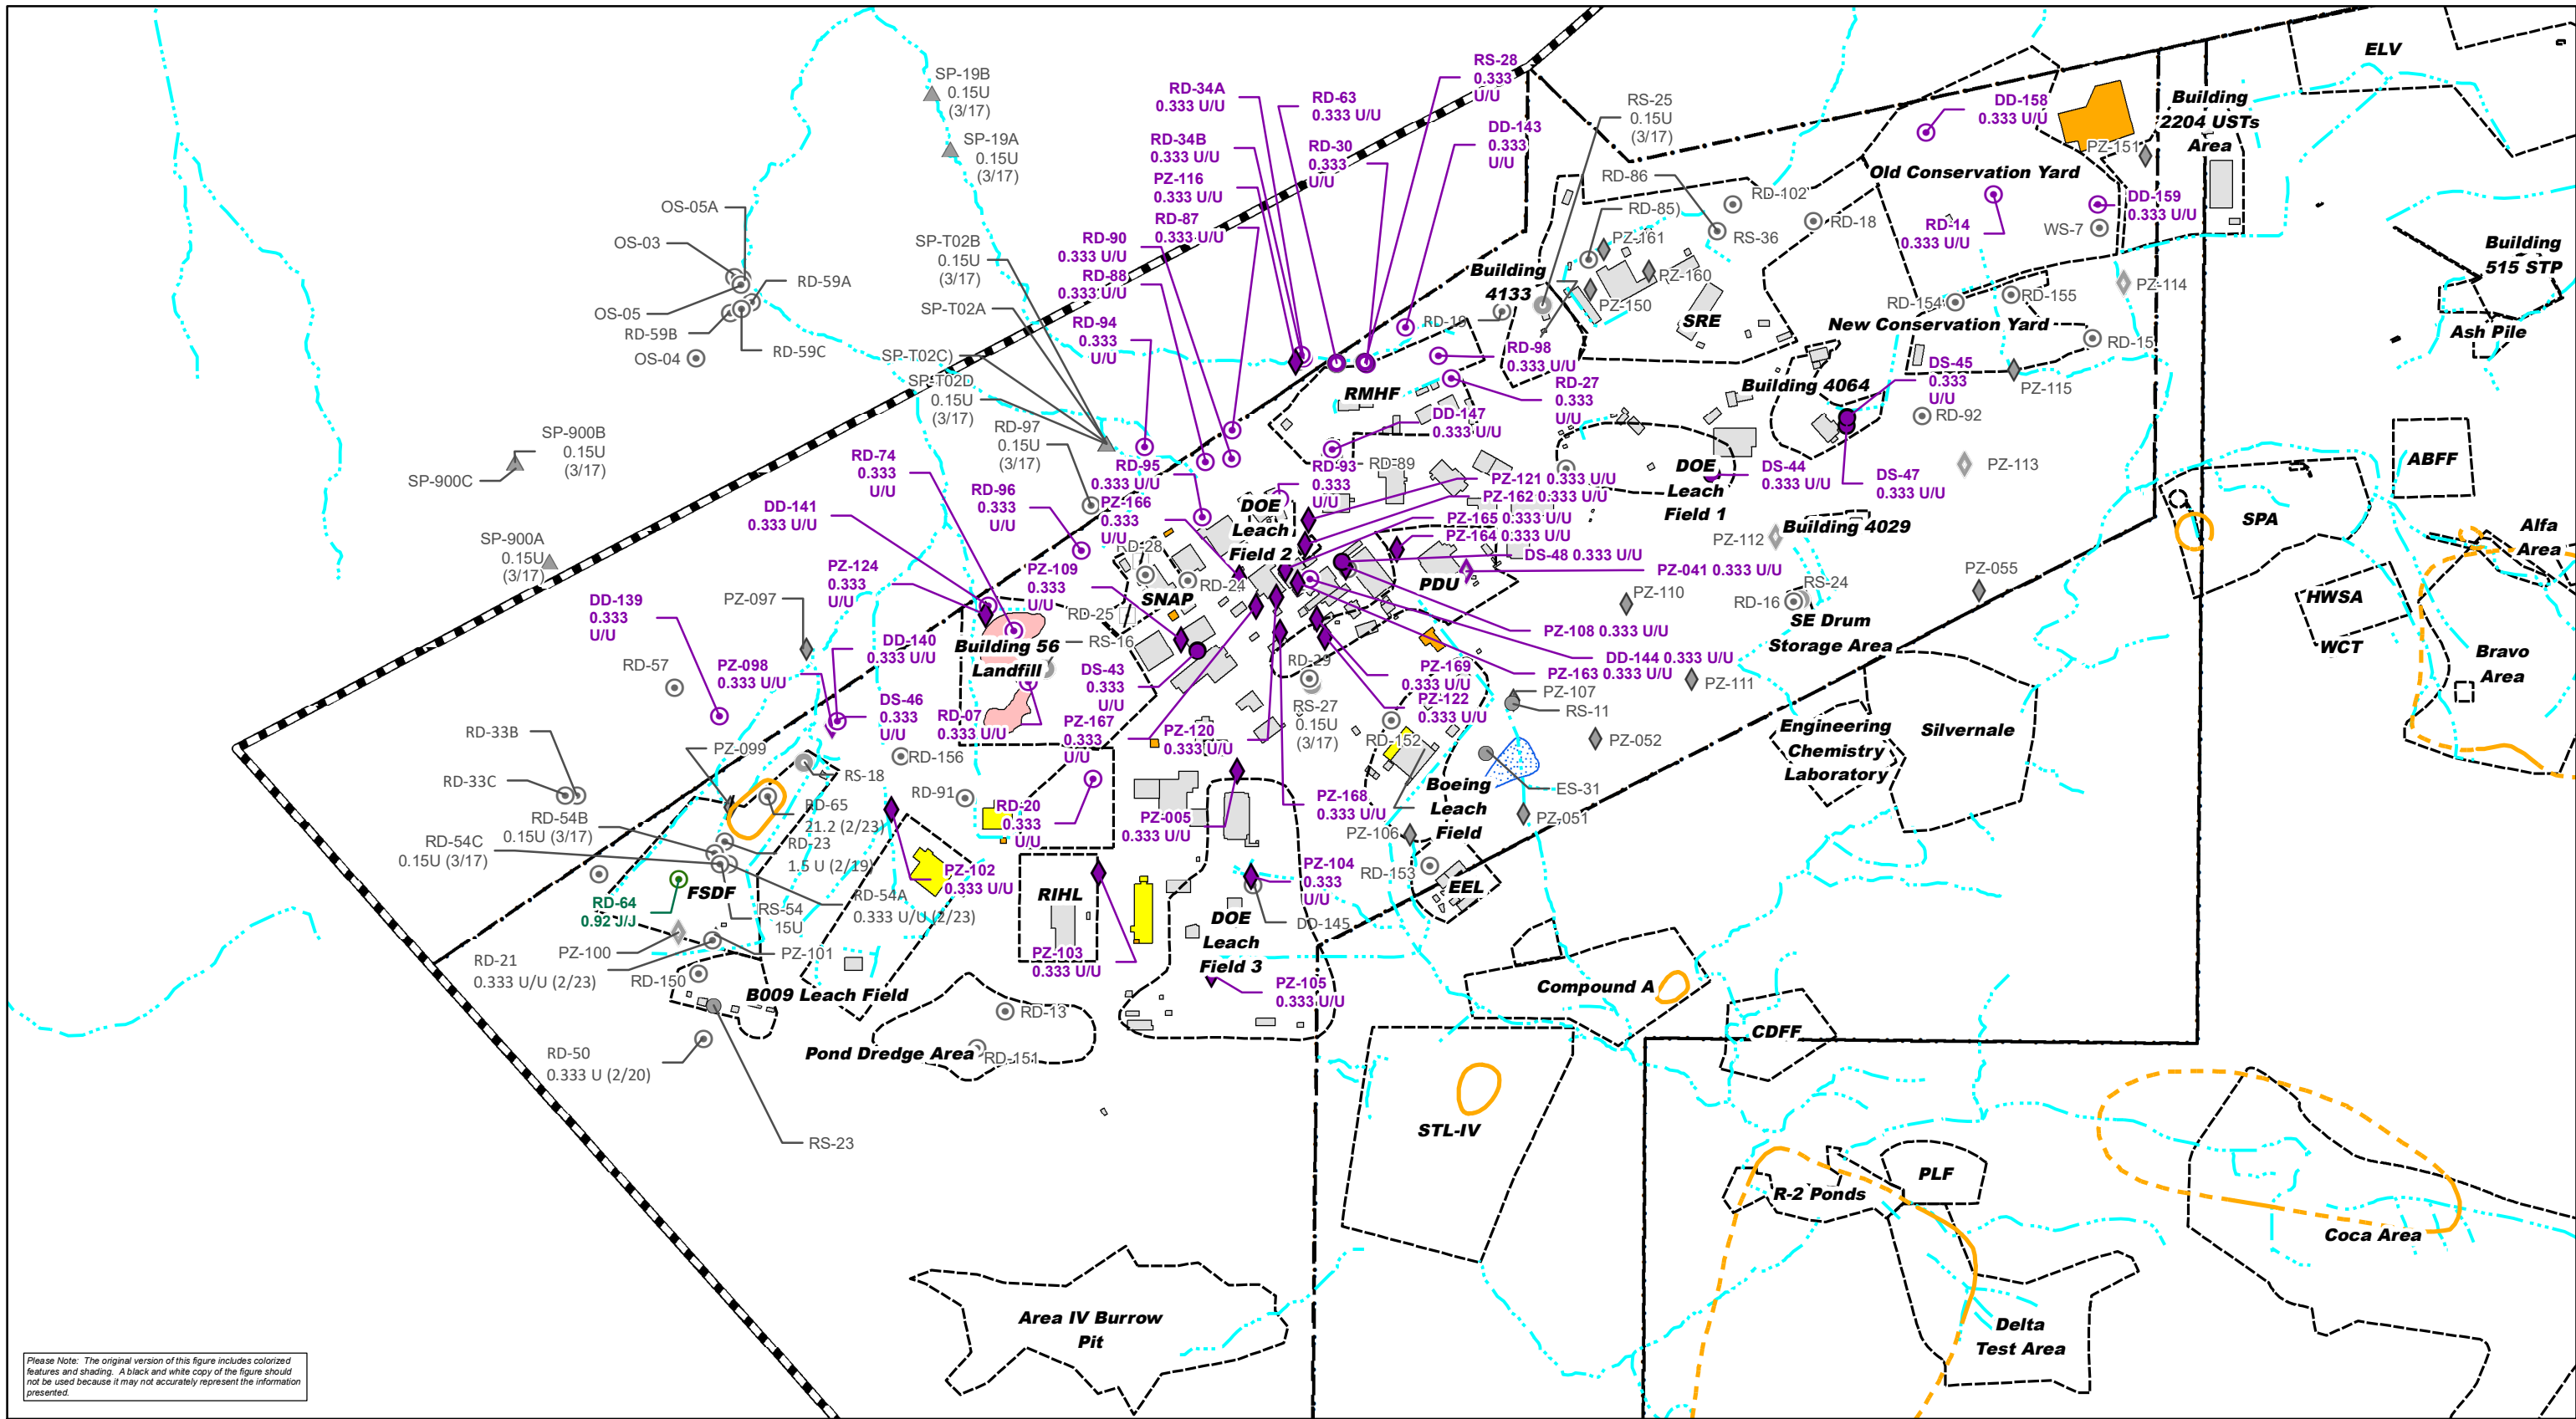 ELV
Building
2204 USTs
Area
RS-28
0.333
U/U
SP-19B
0.15U
(3/17)
RD-34A
0.333 U/U
RD-63
0.333 U/U
RS-25
0.15U
(3/17)
DD-158
0.333 U/U
SP-19A
0.15U
(3/17)
RD-34B
0.333 U/U
RD-30
0.333
U/U
DD-143
0.333
U/U
PZ-151
PZ-116
0.333 U/U
RD-86
Old Conservation Yard
OS-05A
RD-87
0.333 U/U
RD-85)
RD-102
RD-18
RD-14
0.333 U/U
DD-159
0.333 U/U
WS-7
OS-03
SP-T02B
0.15U
(3/17)
RD-90
0.333 U/U
PZ-161
RS-36
Building
515 STP
RD-59A
RD-88
0.333 U/U
Building
4133
PZ-160
PZ-150
PZ-114
OS-05
SP-T02A
RD-94
0.333
U/U
RD-19
SRE
RD-154
RD-155
New Conservation Yard
Ash Pile
RD-59B
OS-04
RD-59C
SP-T02C)
RD-98
0.333 U/U
RD-15
SP-T02D
0.15U
(3/17)
RMHF
RD-27
0.333
U/U
Building 4064
DS-45
0.333
U/U
PZ-115
DD-147
0.333 U/U
RD-92
SP-900B
0.15U
(3/17)
RD-97
0.15U
(3/17)
SP-900C
RD-74
0.333
U/U
RD-95
0.333 U/U
RD-93
0.333
U/U
RD-89
PZ-121 0.333 U/U
DOE
Leach
Field 1
DS-44
0.333 U/U
DS-47
0.333 U/U
PZ-113
ABFF
RD-96
0.333
U/U
PZ-166
0.333
U/U
PZ-162 0.333 U/U
DD-141
0.333 U/U
DOE
Leach
Field 2
PZ-165 0.333 U/U
PZ-164 0.333 U/U
Building 4029
SPA
Alfa
Area
SP-900A
0.15U
(3/17)
RD-28
PZ-112
DS-48 0.333 U/U
PZ-124
0.333
U/U
PZ-109
0.333
U/U
RD-24
PDU
PZ-041 0.333 U/U
RS-24
PZ-055
DD-139
0.333
U/U
PZ-097
SNAP
RD-25
PZ-110
RD-16
HWSA
SE Drum
Storage Area
DD-140
0.333 U/U
Building 56
Landfill
RS-16
PZ-108 0.333 U/U
WCT
Bravo
Area
RD-57
PZ-098
0.333 U/U
DS-43
0.333
U/U
RD-29
PZ-169
0.333 U/U
DD-144 0.333 U/U
PZ-163 0.333 U/U
PZ-111
DS-46
0.333
U/U
RD-07
0.333 U/U
PZ-167
0.333
U/U
PZ-120
0.333 U/U
RS-27
0.15U
(3/17)
PZ-122
0.333 U/U
PZ-107
RS-11
RD-33B
PZ-099
RD-152
PZ-052
Engineering
Chemistry
Laboratory
Silvernale
RD-156
RD-33C
RS-18
RD-91
Boeing
Leach
Field
ES-31
RD-65
21.2 (2/23)
RD-20
0.333
U/U
PZ-005
0.333 U/U
PZ-168
0.333 U/U
PZ-051
RD-54B
0.15U (3/17)
PZ-106
RD-54C
0.15U (3/17)
RD-23
1.5 U (2/19)
PZ-102
0.333 U/U
PZ-104
0.333
U/U
RD-153
EEL
FSDF
RD-64
0.92 J/J
RD-54A
0.333 U/U (2/23)
RIHL
RS-54
15U
DOE
Leach
Field 3
DD-145
PZ-100
PZ-101
PZ-103
0.333 U/U
RD-21
0.333 U/U (2/23)
RD-150
B009 Leach Field
PZ-105
0.333 U/U
Compound A
RD-13
CDFF
RD-50
0.333 U (2/20)
Pond Dredge Area
RD-151
RS-23
STL-IV
PLF
R-2 Ponds
Coca Area
Area IV Burrow
Pit
Delta
Test Area
Please Note: The original version of this figure includes colorized
features and shading. A black and white copy of the figure should
not be used because it may not accurately represent the information
presented.